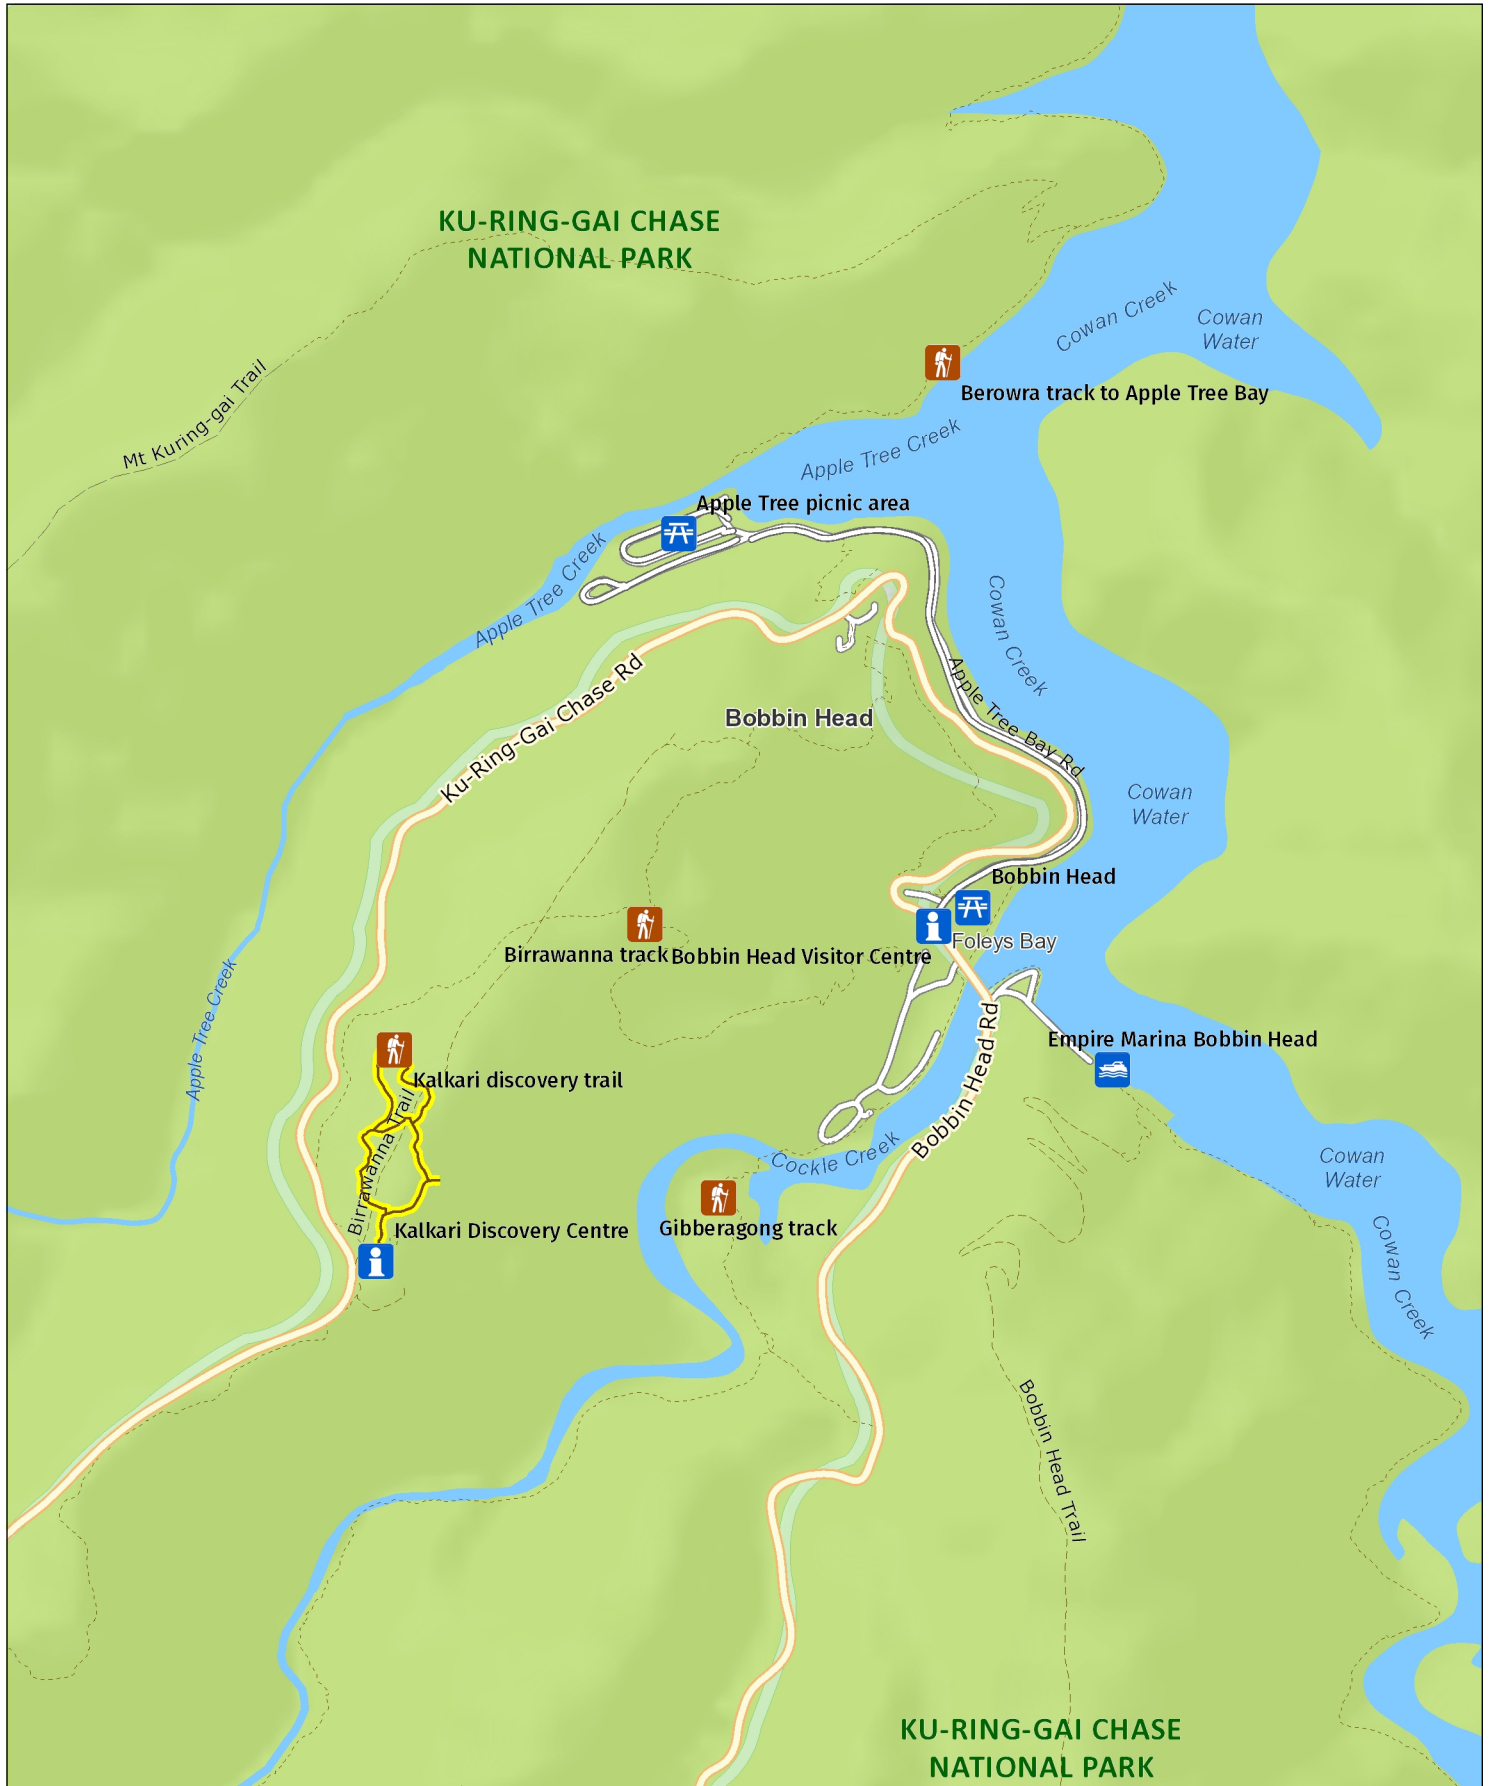 KU-RING-GAI CHASE
NATIONAL PARK
Cowan Creek
Cowan
Water
Mt Kuring-gai Trail
Berowra track to Apple Tree Bay
Apple Tree Creek
Apple Tree picnic area
Apple Tree Creek
Cowan Creek
Ku-Ring-Gai Chase Rd
Apple Tree Bay Rd
Bobbin Head
Cowan
Water
Bobbin Head
Birrawanna track
Bobbin Head Visitor Centre
Foleys Bay
Apple Tree Creek
Bobbin Head Rd
Empire Marina Bobbin Head
Kalkari discovery trail
Birrawanna Trail
Cockle Creek
Cowan
Water
Gibberagong track
Kalkari Discovery Centre
Cowan Creek
Bobbin Head Trail
KU-RING-GAI CHASE
NATIONAL PARK